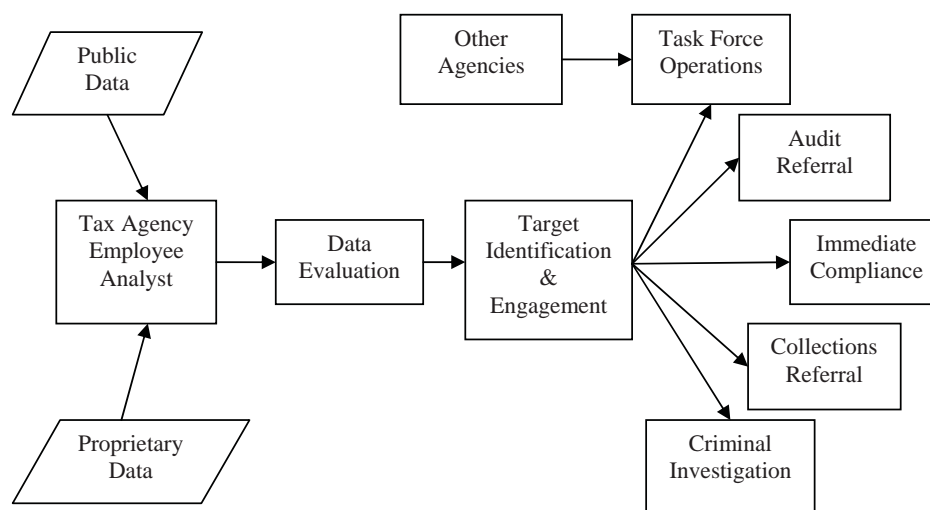 Public
Data
Other
Agencies
Task Force
Operations
Audit
Referral
Tax Agency
Employee
Analyst
Data
Evaluation
Target
Identification
&
Engagement
Immediate
Compliance
Collections
Referral
Proprietary
Data
Criminal
Investigation